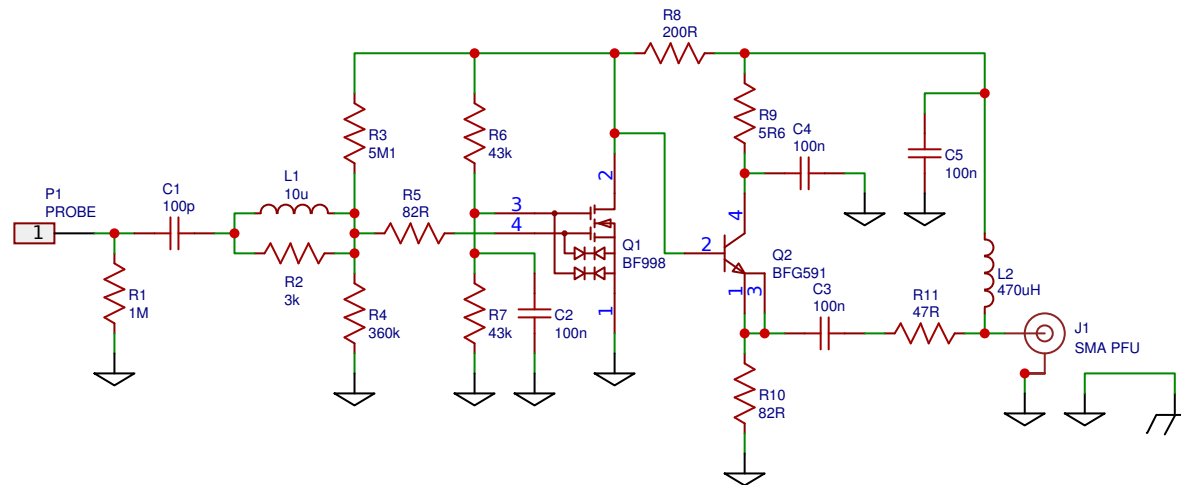 R8
200R
R9
5R6
C4
100n
C5
100n
R3
5M1
R6
43k
2
L1
10u
C1
100p
P1
PROBE
1
R5
82R
3
4
4
2
Q1
BF998
Q2
BFG591
R2
3k
R1
1M
R4
360k
R7
43k
C2
100n
1
1
3
C3
100n
R11
47R
L2
470uH
J1
SMA PFU
R10
82R